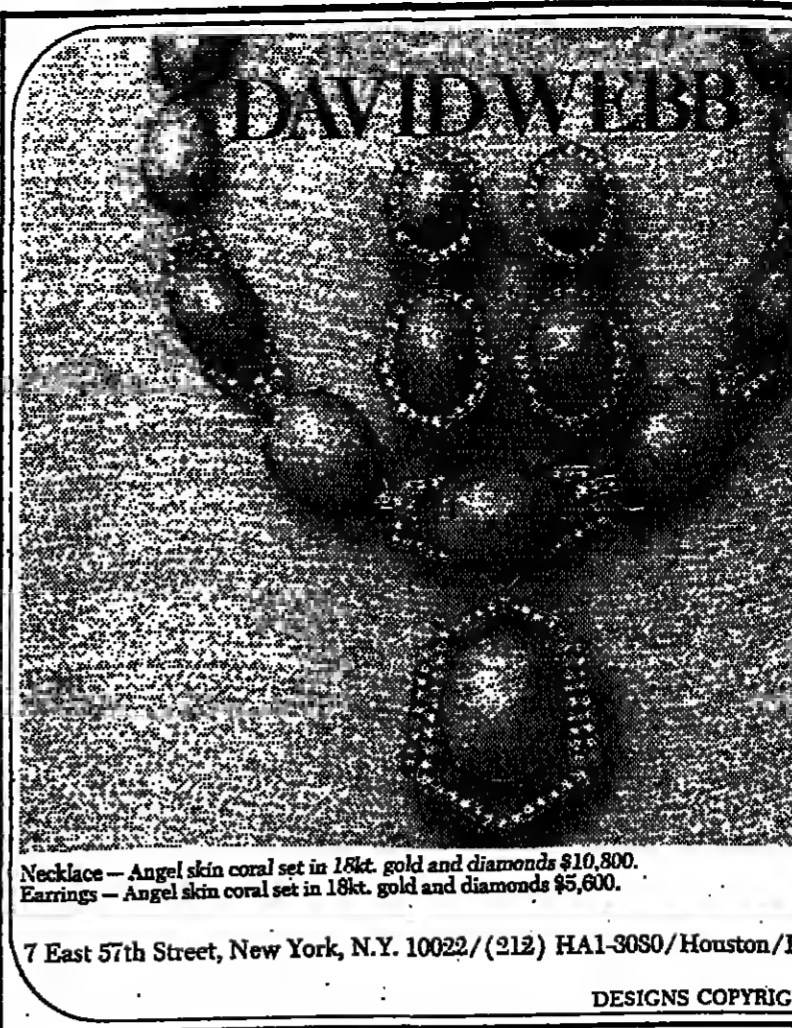 DAVID WEBB
Necklace — Angel skin coral set in 18kt. gold and diamonds $10,800.
Earrings — Angel skin coral set in 18kt. gold and diamonds $5,600.
7 East 57th Street, New York, N.Y. 10022/(212) HA1-3030/Houston/
DESIGNS COPYRIG